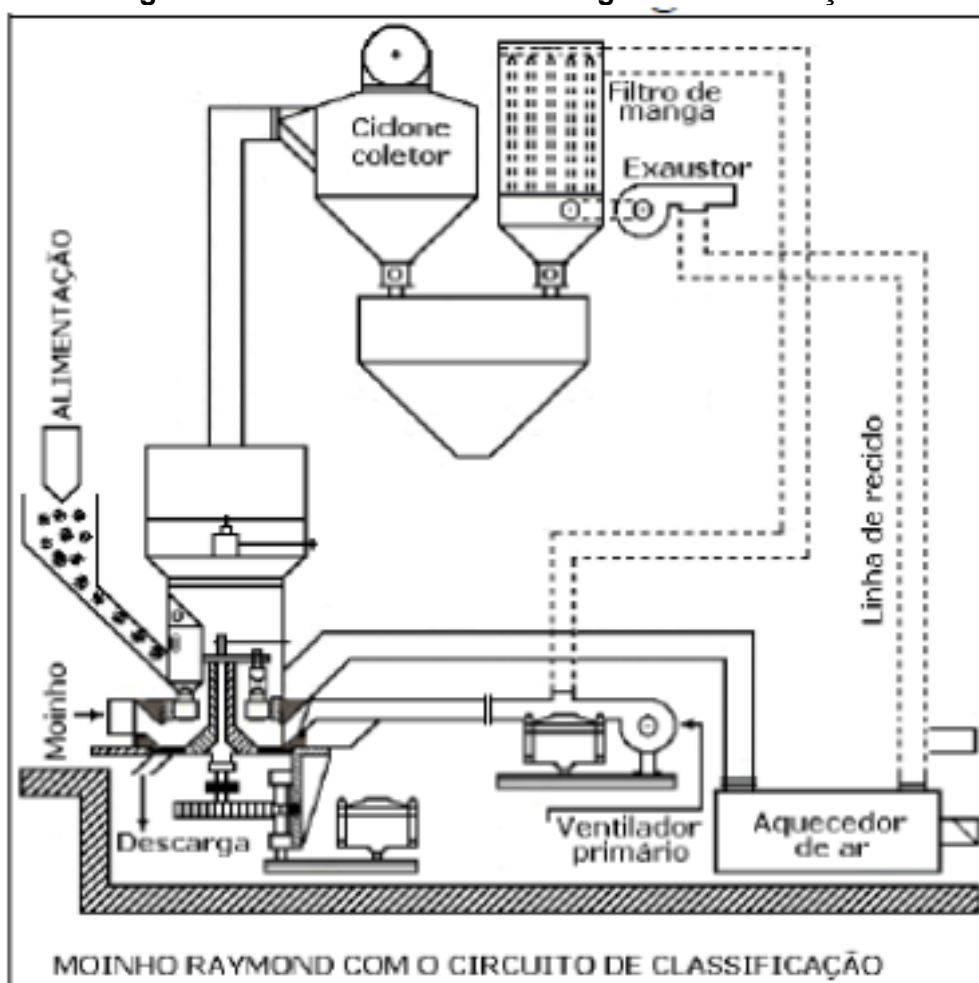 Ciclone
coletor
Filtro de
manga
Exaustor
ALIMENTAÇÃO
Linha de recido
Moinho
Descarga
Ventilador
primário
Aquecedor
de ar
MOINHO RAYMOND COM O CIRCUITO DE CLASSIFICAÇÃO